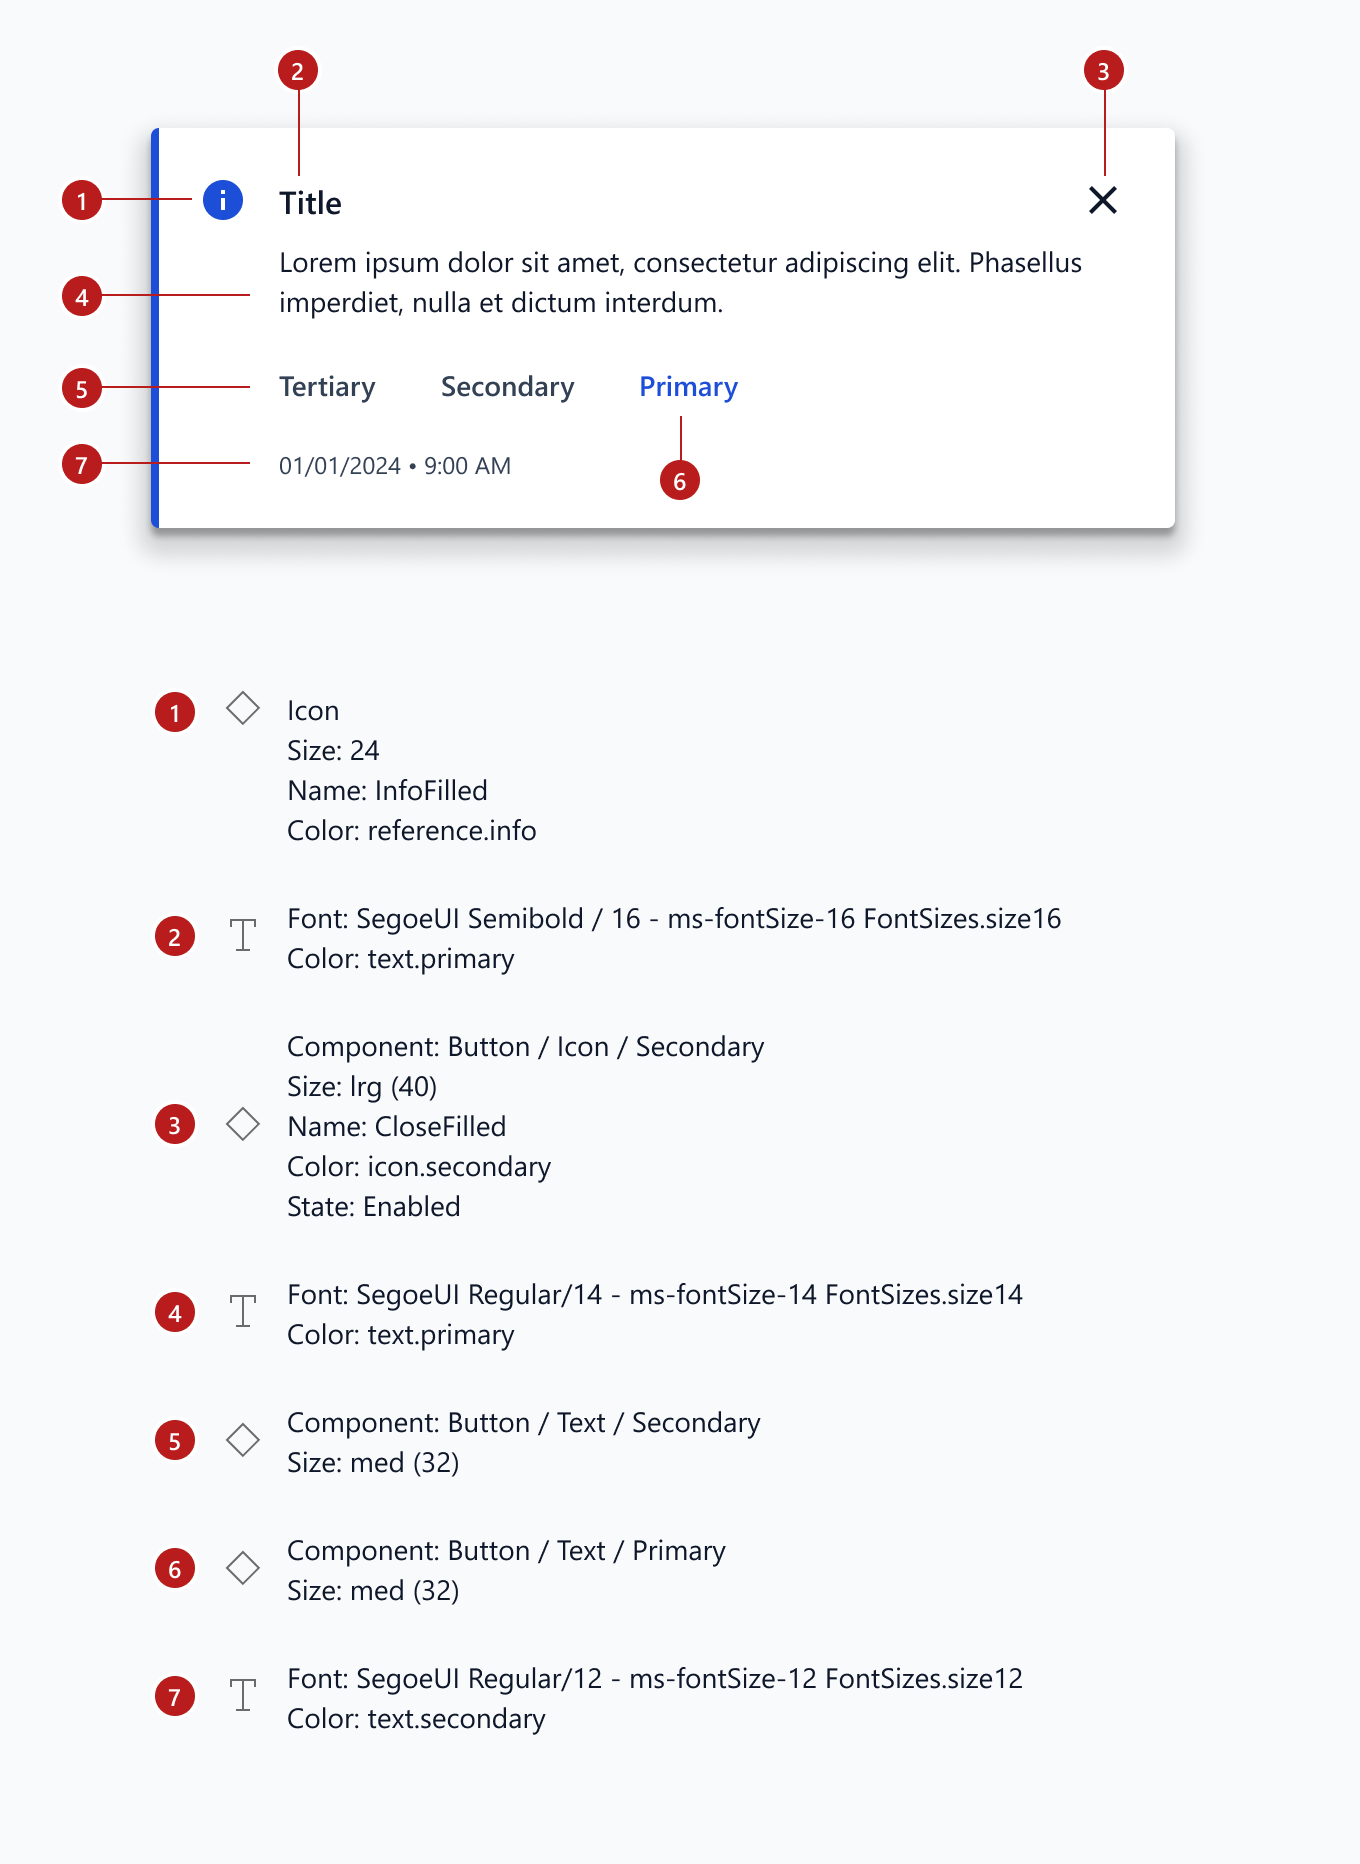 2
3
1
Title
Lorem ipsum dolor sit amet, consectetur adipiscing elit. Phasellus
4
imperdiet, nulla et dictum interdum.
5
Tertiary Secondary Primary
7
01/01/2024 • 9:00 AM
6
1
Icon
Size: 24
Name: InfoFilled
Color: reference.info
2
Font: SegoeUI Semibold / 16 - ms-fontSize-16 FontSizes.size16
Color: text.primary
3
Component: Button / Icon / Secondary
Size: lrg (40)
Name: CloseFilled
Color: icon.secondary
State: Enabled
4
Font: SegoeUI Regular/14 - ms-fontSize-14 FontSizes.size14
Color: text.primary
5
Component: Button / Text / Secondary
Size: med (32)
6
Component: Button / Text / Primary
Size: med (32)
7
Font: SegoeUI Regular/12 - ms-fontSize-12 FontSizes.size12
Color: text.secondary